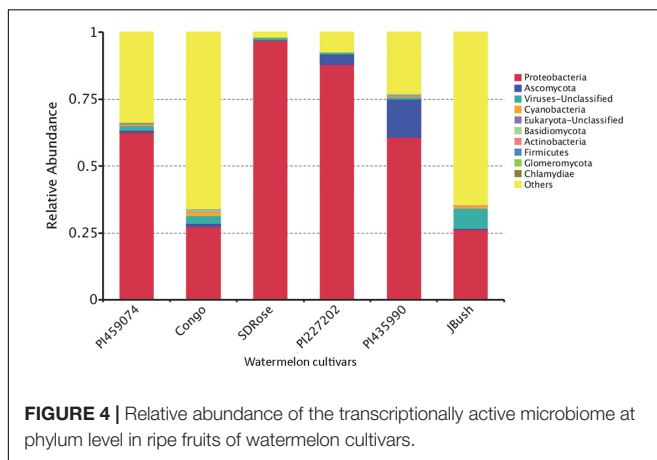 1
0.75
0.5
0.25
0
Relative Abundance
PI459074
Congo
SDRose
PI227202
PI435990
JBush
Watermelon cultivars
Proteobacteria
Ascomycota
Viruses-Unclassified
Cyanobacteria
Eukaryota-Unclassified
Basidiomycota
Actinobacteria
Firmicutes
Glomeromycota
Chlamydiae
Others
FIGURE 4 | Relative abundance of the transcriptionally active microbiome at
phylum level in ripe fruits of watermelon cultivars.